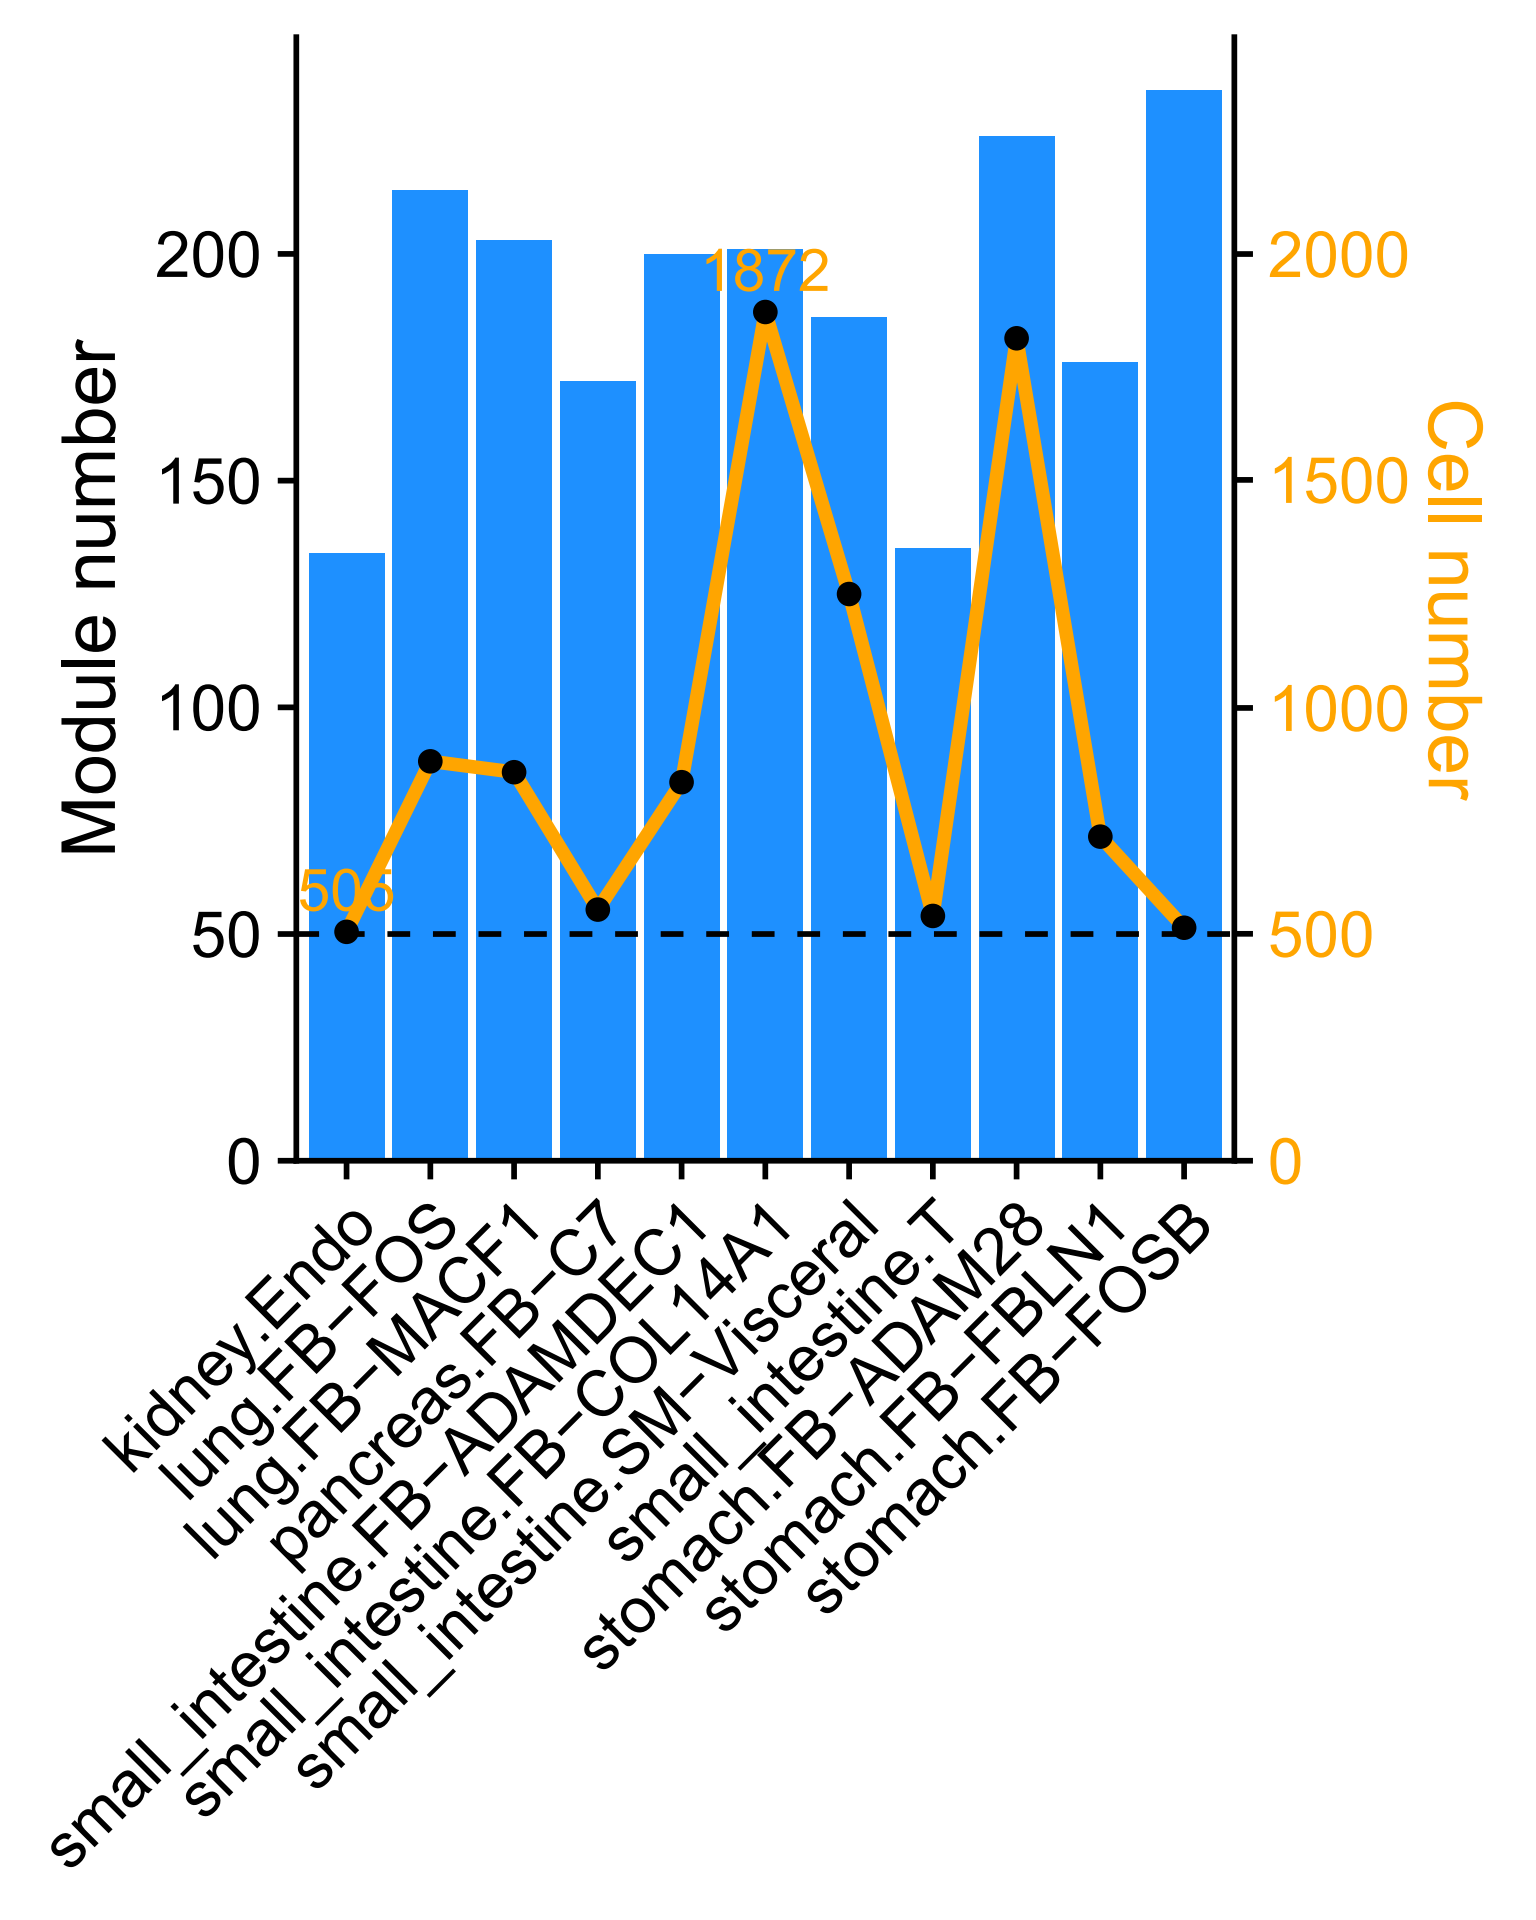 Module number
200
150
100
50
0
1872
505
2000
1500
1000
500
0
Cell number
kidney.Endo
lung.FB−FOS
lung.FB−MACF1
pancreas.FB−C7
small_intestine.FB−ADAMDEC1
small_intestine.FB−COL14A1
small_intestine.SM−Visceral
small_intestine.T
stomach.FB−ADAM28
stomach.FB−FBLN1
stomach.FB−FOSB